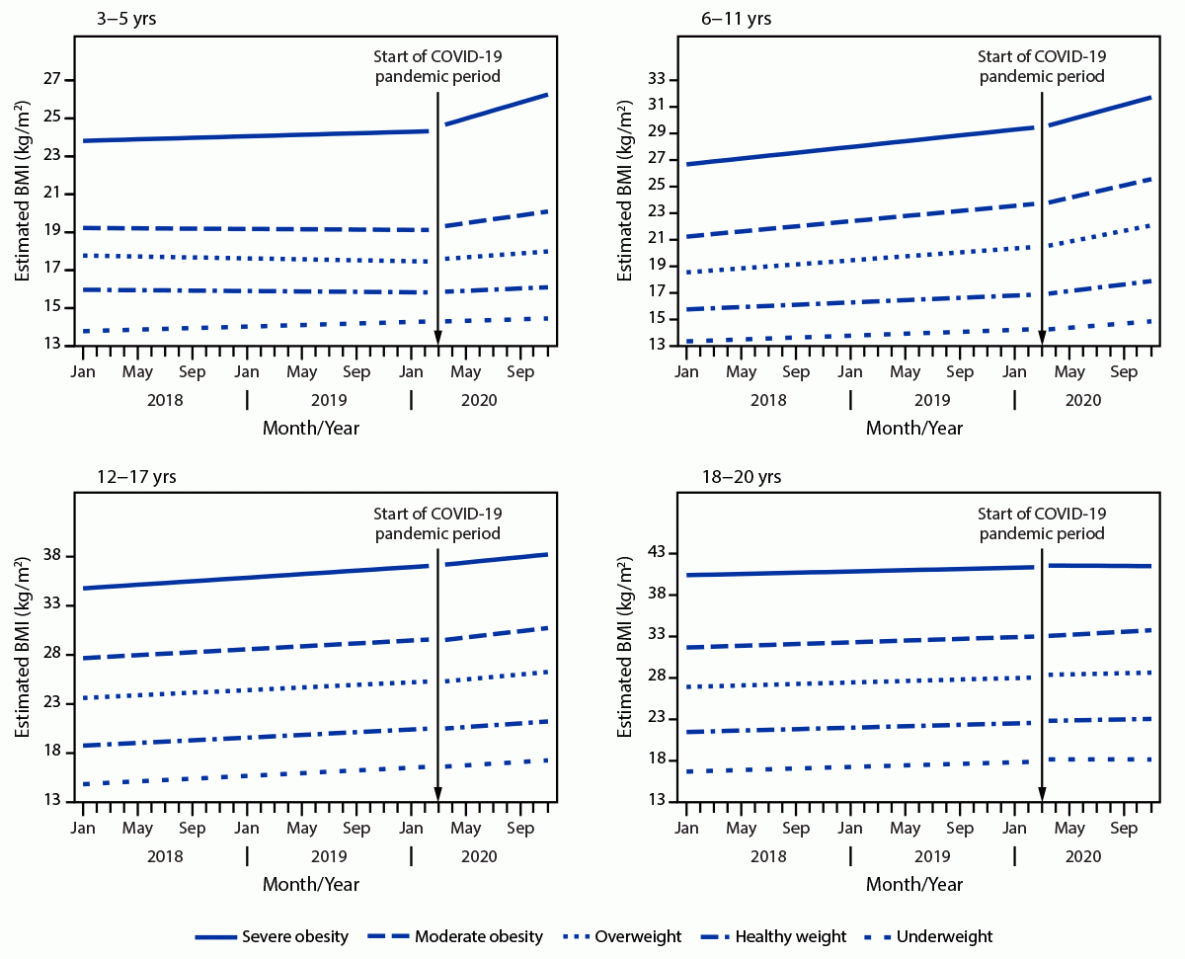 3–5 yrs
Start of COVID-19
pandemic period
Estimated BMI (kg/m²)
27
25
23
21
19
17
15
13
Jan May Sep Jan May Sep Jan May Sep
2018 | 2019 | 2020
Month/Year
6–11 yrs
Start of COVID-19
pandemic period
Estimated BMI (kg/m²)
33
31
29
27
25
23
21
19
17
15
13
Jan May Sep Jan May Sep Jan May Sep
2018 | 2019 | 2020
Month/Year
12–17 yrs
Start of COVID-19
pandemic period
Estimated BMI (kg/m²)
38
33
28
23
18
13
Jan May Sep Jan May Sep Jan May Sep
2018 | 2019 | 2020
Month/Year
18–20 yrs
Start of COVID-19
pandemic period
Estimated BMI (kg/m²)
43
38
33
28
23
18
13
Jan May Sep Jan May Sep Jan May Sep
2018 | 2019 | 2020
Month/Year
Severe obesity Moderate obesity Overweight Healthy weight Underweight